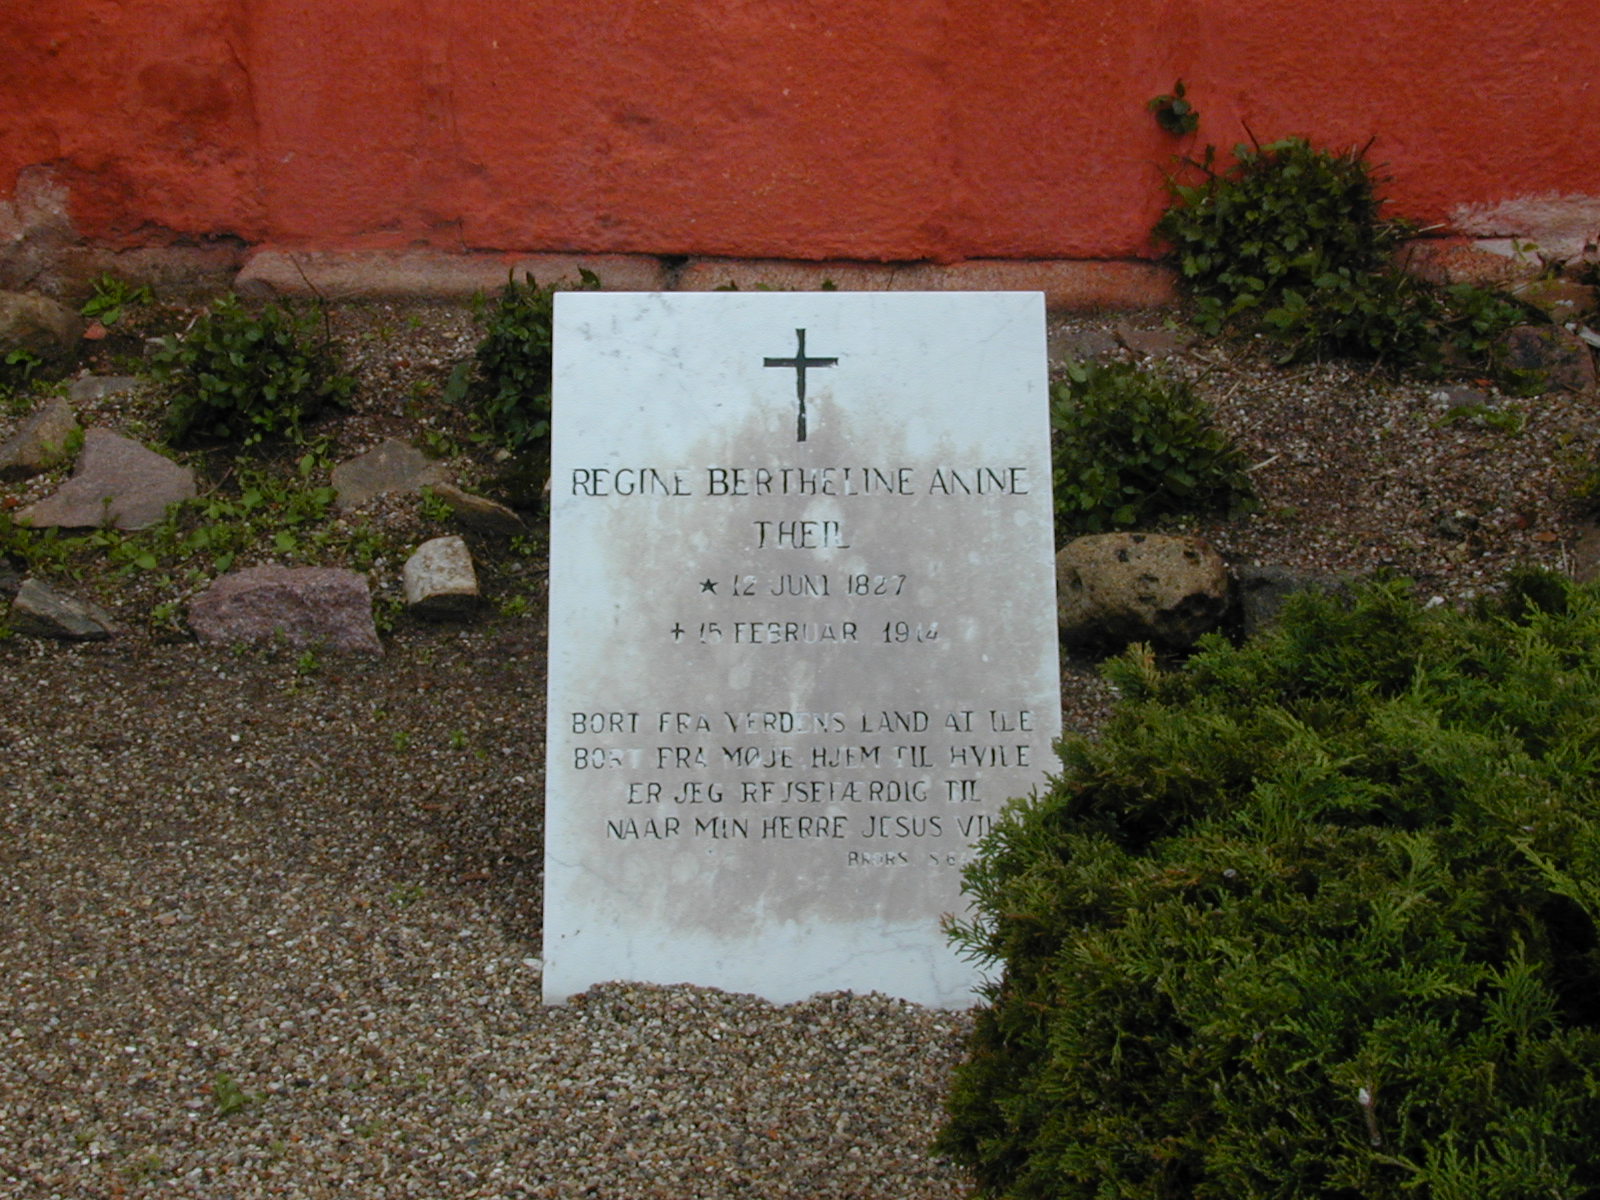 REGINE BERTHELINE ANINE
THEIL
★ 12 JUNI 1827
✝ 15 FEBRUAR 1914
BORT FRA VERDENS LAND AT ILE
BORT FRA MØJE HJEM TIL HVILE
ER JEG REJSEFÆRDIG TIL
NAAR MIN HERRE JESUS VIL